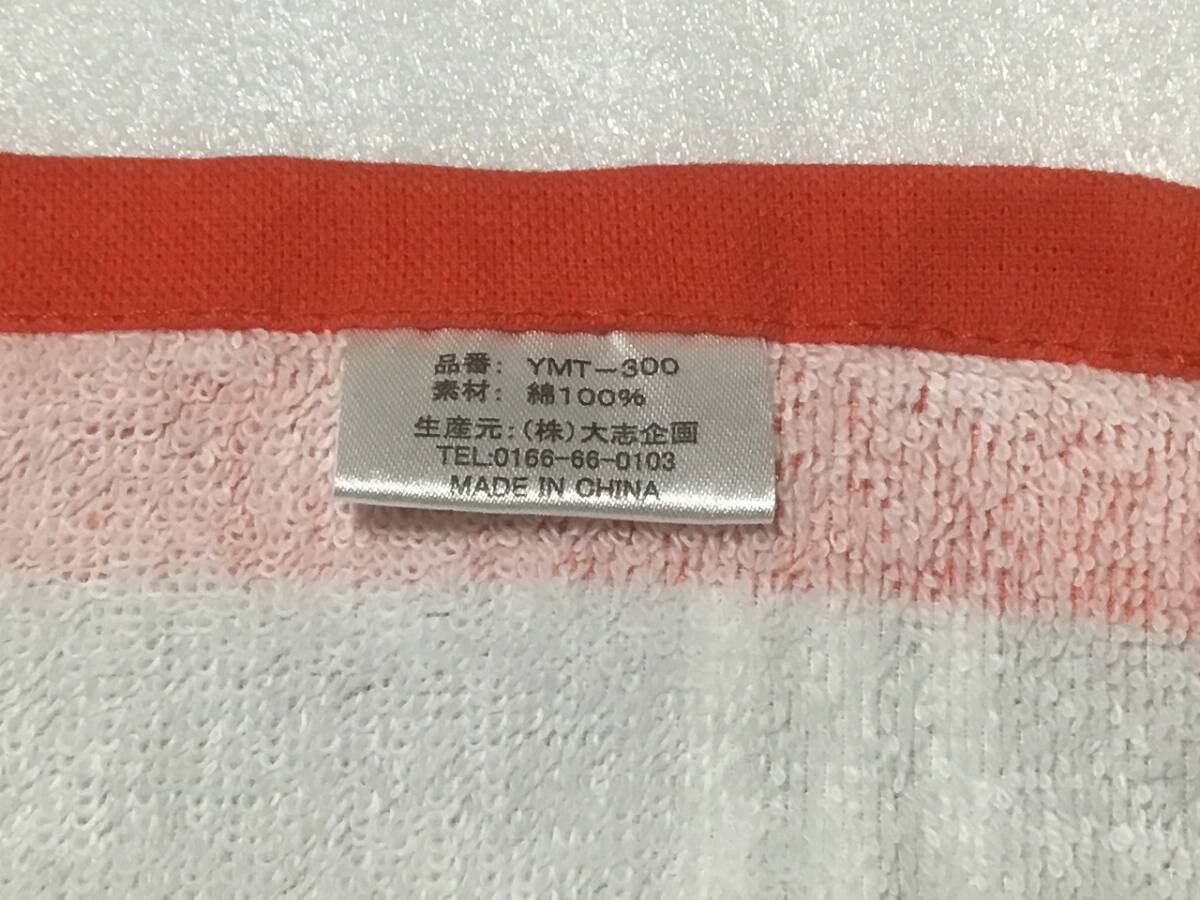 品番: YMT-300
素材: 綿100%
生産元:(株)大志企画
TEL:0166-66-0103
MADE IN CHINA